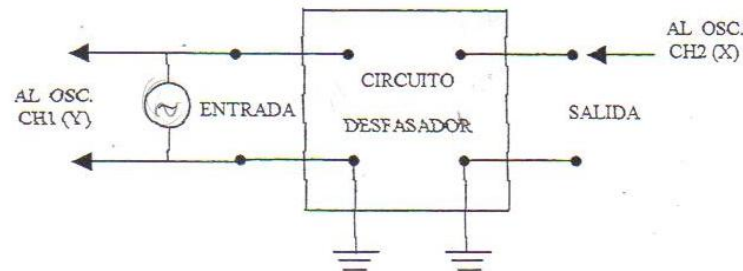 AL OSC.
CH1 (Y)
ENTRADA
CIRCUITO
DESFASADOR
SALIDA
AL OSC.
CH2 (X)